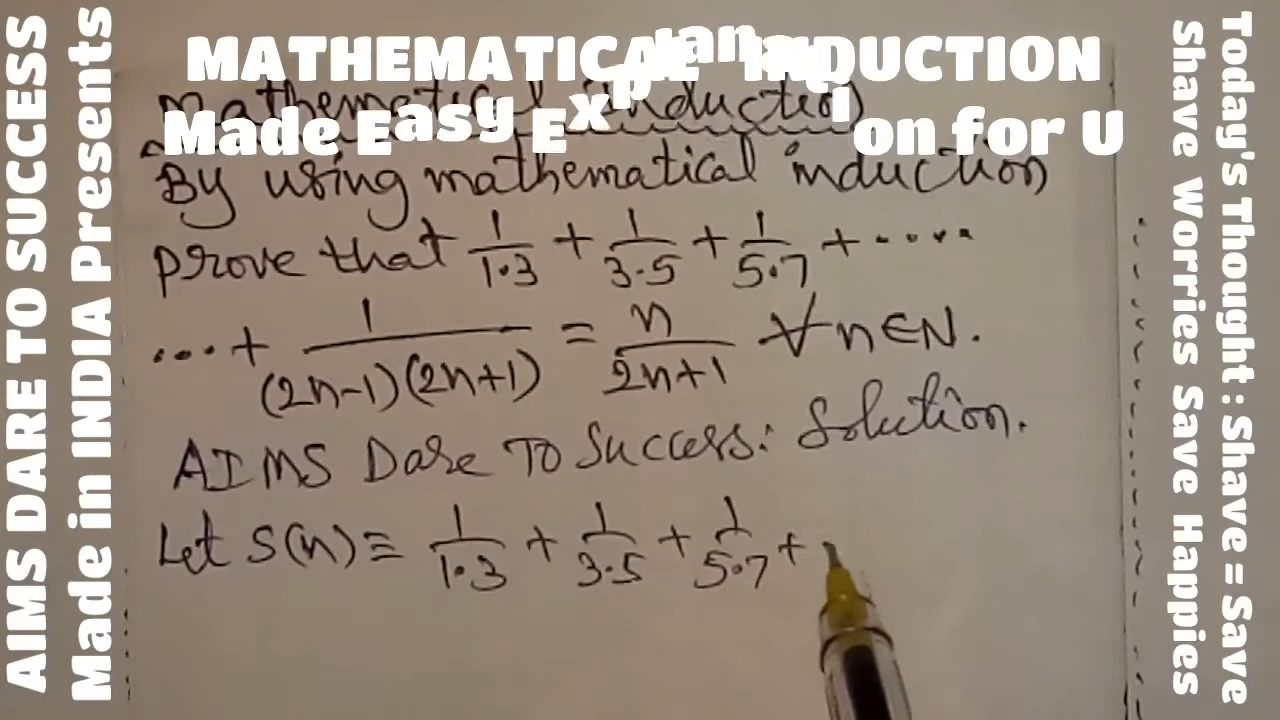 AIMS DARE TO SUCCESS
Made in INDIA Presents
MATHEMATICAL INDUCTION
Made Easy Expanation for U
Mathematical Induction
By using mathematical induction
prove that 1/1·3 + 1/3·5 + 1/5·7 + ·····
...+ 1/(2n-1)(2n+1) = n/2n+1 ∀ n∈N.
AIMS Dare To Success: Solution.
Let S(n) ≡ 1/1·3 + 1/3·5 + 1/5·7 +
Today's Thought: Shave = Save
Shave Worries Save Happies